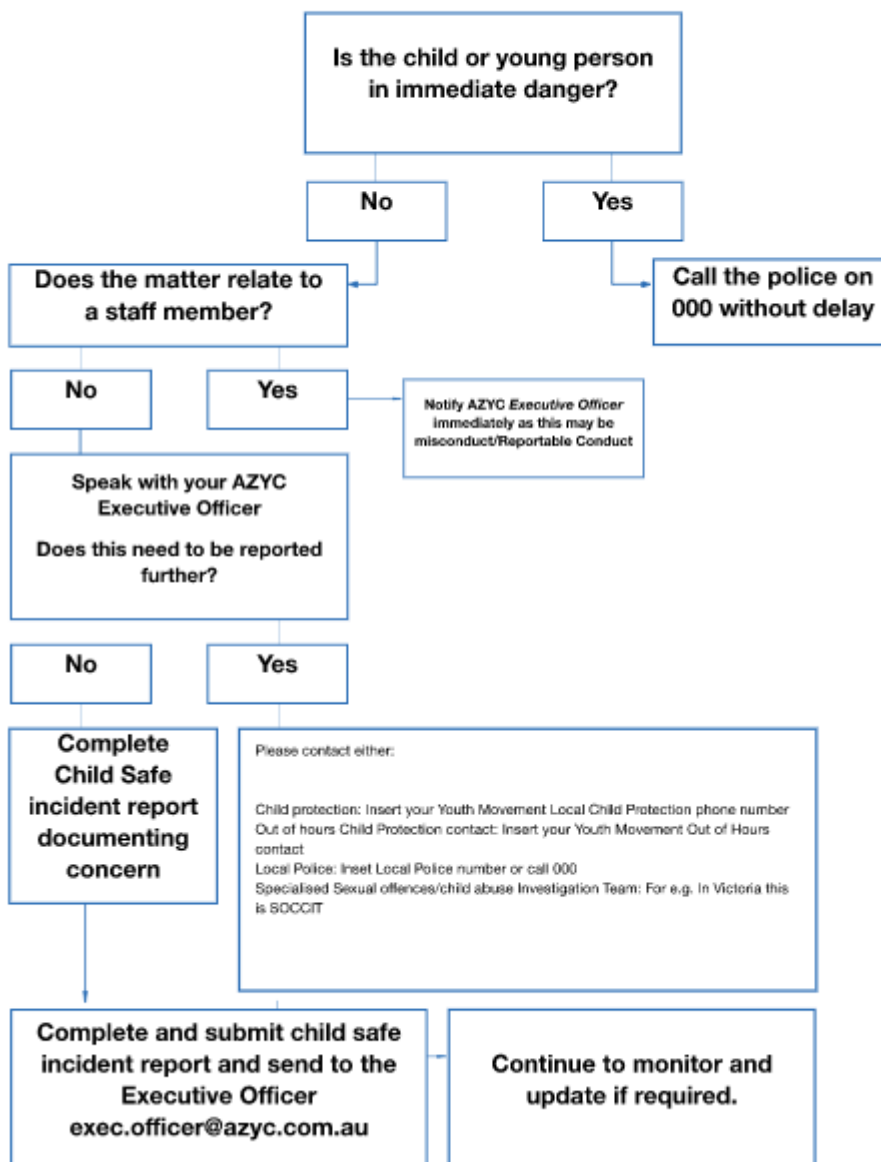 Is the child or young person
in immediate danger?
No
Yes
Does the matter relate to
a staff member?
Call the police on
000 without delay
No
Yes
Notify AZYC Executive Officer
immediately as this may be
misconduct/Reportable Conduct
Speak with your AZYC
Executive Officer
Does this need to be reported
further?
No
Yes
Complete
Child Safe
incident report
documenting
concern
Please contact either:
Child protection: Insert your Youth Movement Local Child Protection phone number
Out of hours Child Protection contact: Insert your Youth Movement Out of Hours
contact
Local Police: Inset Local Police number or call 000
Specialised Sexual offences/child abuse Investigation Team: For e.g. In Victoria this
is SOCCIT
Complete and submit child safe
incident report and send to the
Executive Officer
exec.officer@azyc.com.au
Continue to monitor and
update if required.